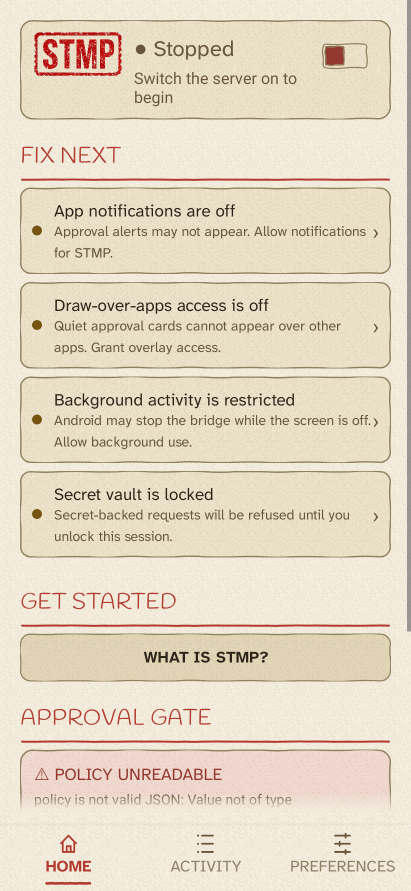 STMP
● Stopped
Switch the server on to
begin
FIX NEXT
App notifications are off
Approval alerts may not appear. Allow notifications
for STMP.
Draw-over-apps access is off
Quiet approval cards cannot appear over other
apps. Grant overlay access.
Background activity is restricted
Android may stop the bridge while the screen is off.
Allow background use.
Secret vault is locked
Secret-backed requests will be refused until you
unlock this session.
GET STARTED
WHAT IS STMP?
APPROVAL GATE
⚠ POLICY UNREADABLE
policy is not valid JSON: Value not of type
HOME
ACTIVITY
PREFERENCES